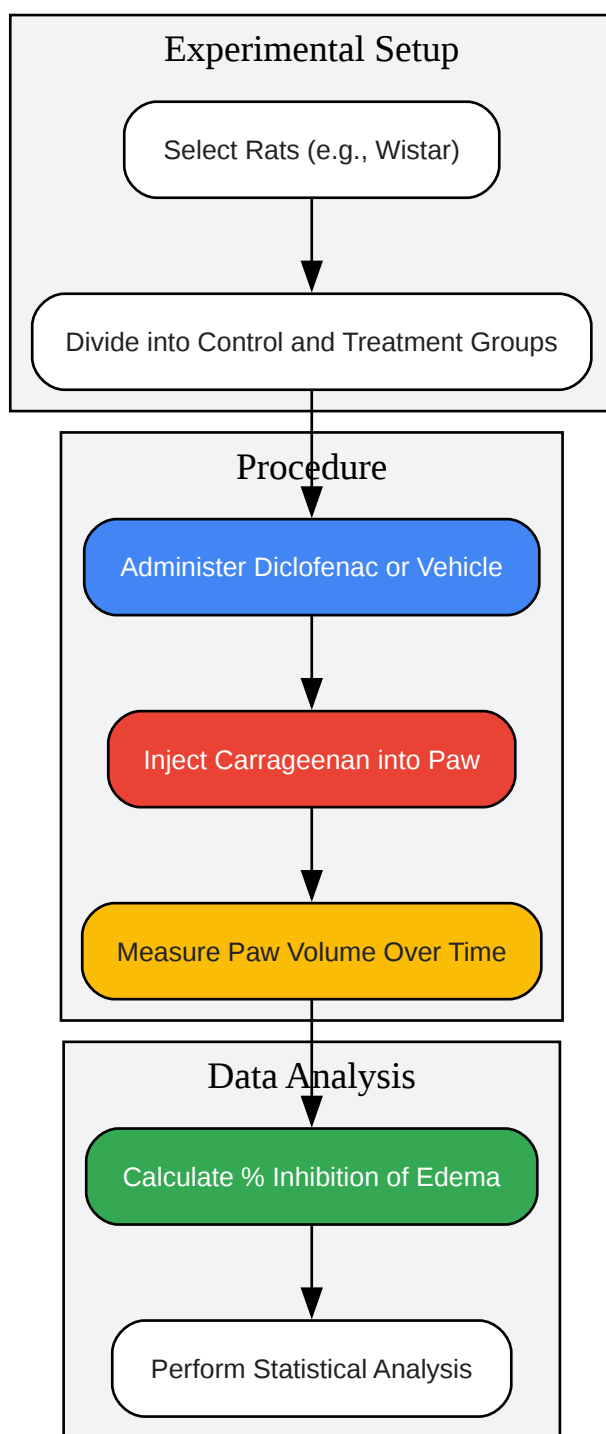 Experimental Setup
Select Rats (e.g., Wistar)
Divide into Control and Treatment Groups
Procedure
Administer Diclofenac or Vehicle
Inject Carrageenan into Paw
Measure Paw Volume Over Time
Data Analysis
Calculate % Inhibition of Edema
Perform Statistical Analysis